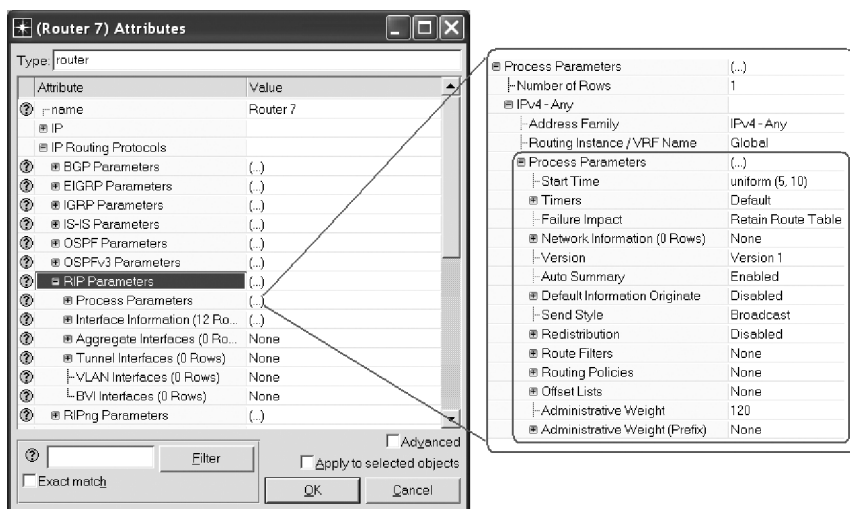 (Router 7) Attributes
Type: router
Attribute Value
name Router 7
IP
IP Routing Protocols
BGP Parameters (...)
EIGRP Parameters (...)
IGRP Parameters (...)
IS-IS Parameters (...)
OSPF Parameters (...)
OSPFv3 Parameters (...)
RIP Parameters (...)
Process Parameters (...)
Interface Information (12 Ro... (...)
Aggregate Interfaces (0 Ro... None
Tunnel Interfaces (0 Rows) None
VLAN Interfaces (0 Rows) None
BVI Interfaces (0 Rows) None
RIPng Parameters (...)
Advanced
Filter
Apply to selected objects
Exact match
OK Cancel
Process Parameters (...)
Number of Rows 1
IPv4 - Any
Address Family IPv4 - Any
Routing Instance / VRF Name Global
Process Parameters (...)
Start Time uniform (5, 10)
Timers Default
Failure Impact Retain Route Table
Network Information (0 Rows) None
Version Version 1
Auto Summary Enabled
Default Information Originate Disabled
Send Style Broadcast
Redistribution Disabled
Route Filters None
Routing Policies None
Offset Lists None
Administrative Weight 120
Administrative Weight (Prefix) None